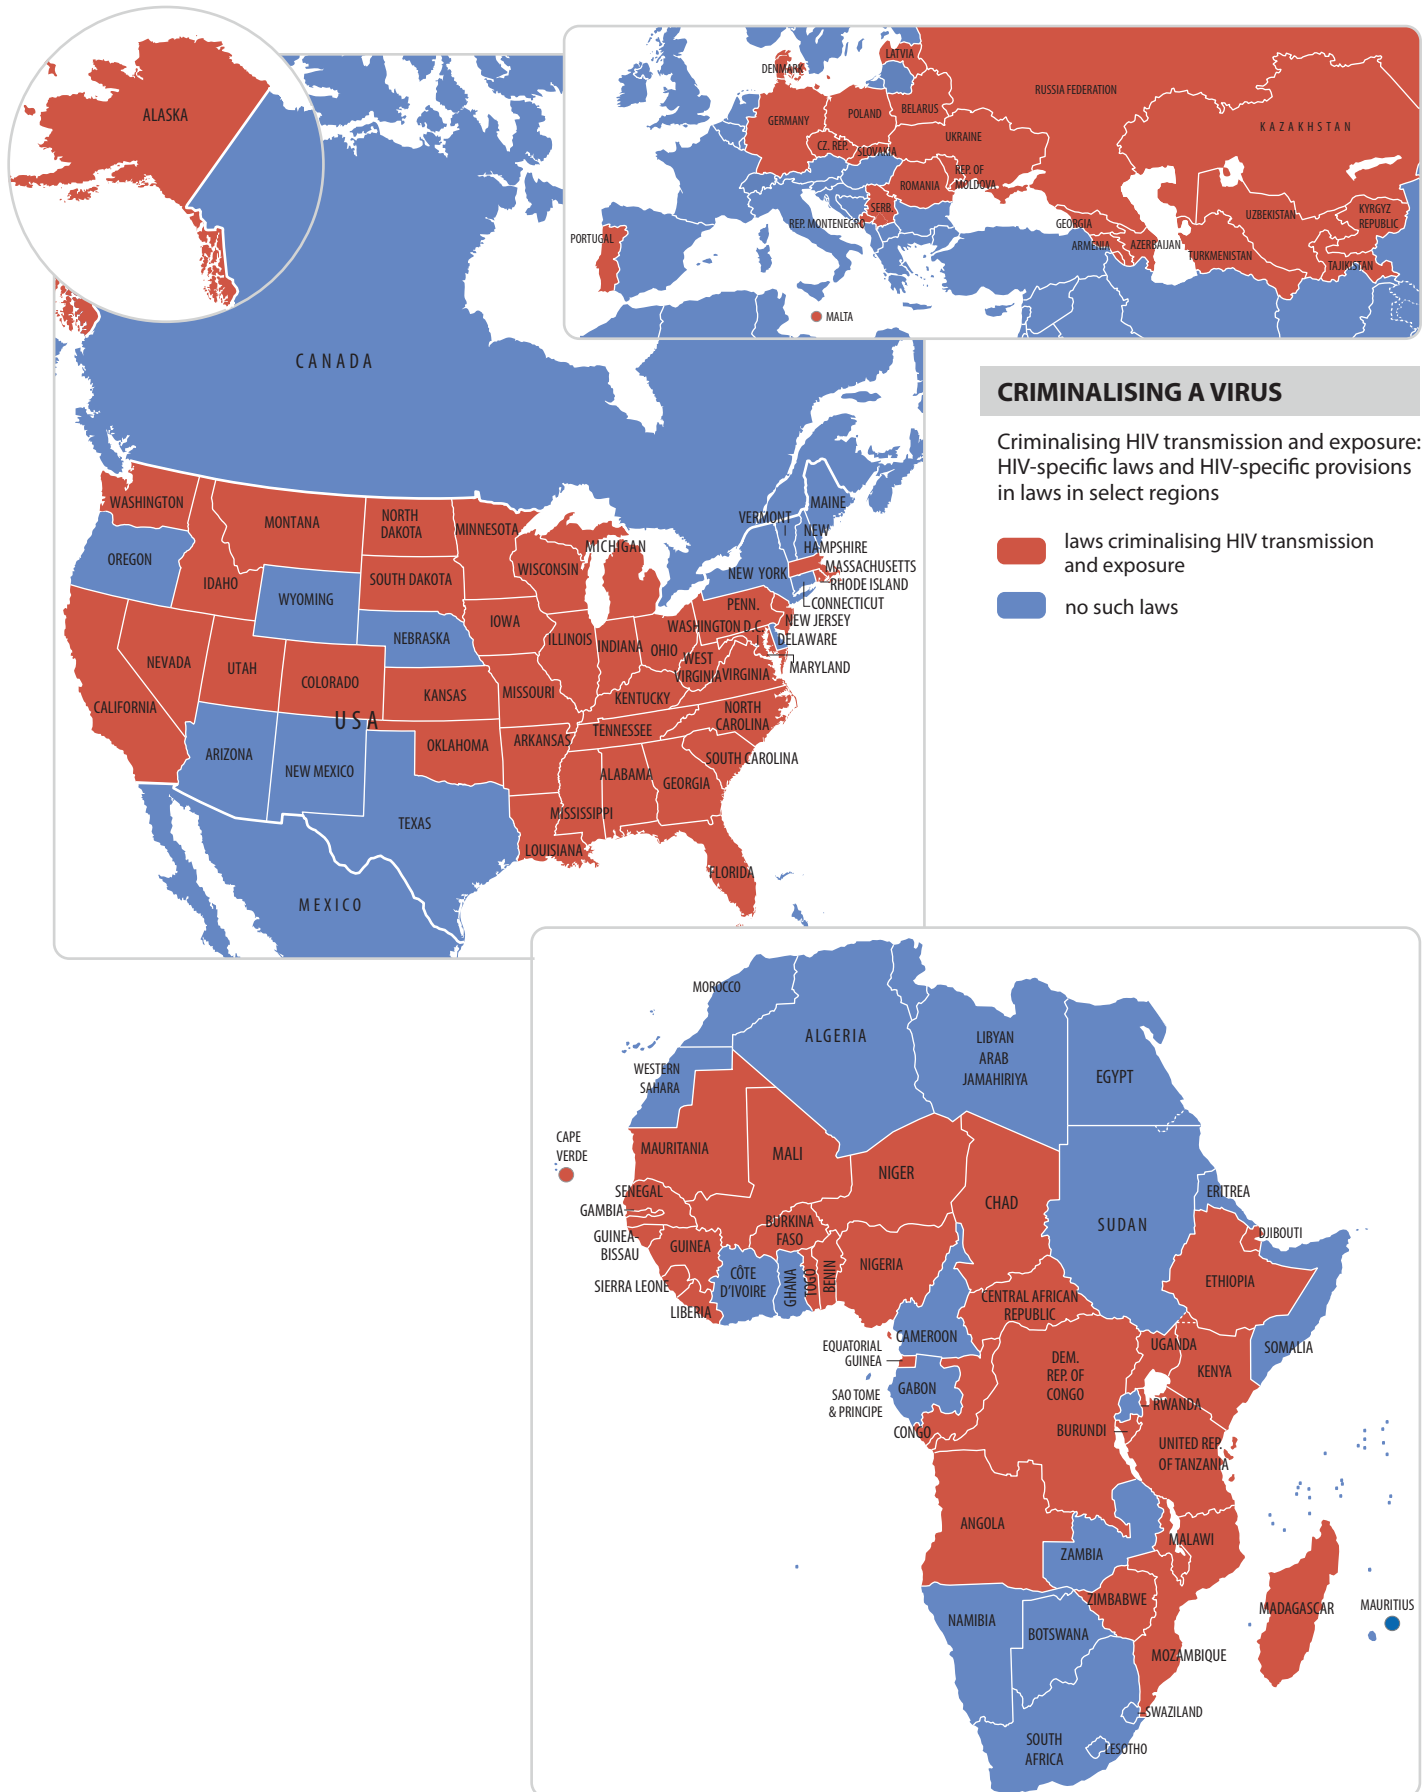 ALASKA
CANADA
WASHINGTON
OREGON
MONTANA
IDAHO
WYOMING
NORTH
DAKOTA
SOUTH DAKOTA
MINNESOTA
WISCONSIN
MICHIGAN
NEBRASKA
IOWA
ILLINOIS
INDIANA
OHIO
PENN.
NEW YORK
VERMONT
MAINE
NEW
HAMPSHIRE
MASSACHUSETTS
RHODE ISLAND
CONNECTICUT
NEW JERSEY
WASHINGTON D.C.
DELAWARE
MARYLAND
WEST
VIRGINIA
VIRGINIA
NEVADA
UTAH
COLORADO
KANSAS
MISSOURI
KENTUCKY
CALIFORNIA
USA
ARIZONA
NEW MEXICO
OKLAHOMA
ARKANSAS
TENNESSEE
NORTH
CAROLINA
SOUTH CAROLINA
ALABAMA
GEORGIA
MISSISSIPPI
TEXAS
LOUISIANA
FLORIDA
MEXICO
DENMARK
LATVIA
RUSSIA FEDERATION
GERMANY
POLAND
BELARUS
KAZAKHSTAN
CZ. REP.
SLOVAKIA
UKRAINE
REP. OF
MOLDOVA
ROMANIA
SERB.
REP. MONTENEGRO
PORTUGAL
GEORGIA
ARMENIA
AZERBAIJAN
UZBEKISTAN
KYRGYZ
REPUBLIC
TURKMENISTAN
TAJIKISTAN
MALTA
CRIMINALISING A VIRUS
Criminalising HIV transmission and exposure:
HIV-specific laws and HIV-specific provisions
in laws in select regions
laws criminalising HIV transmission
and exposure
no such laws
MOROCCO
ALGERIA
LIBYAN
ARAB
JAMAHIRIYA
EGYPT
WESTERN
SAHARA
CAPE
VERDE
MAURITANIA
MALI
NIGER
CHAD
SUDAN
ERITREA
DJIBOUTI
SENEGAL
GAMBIA
GUINEA-
BISSAU
GUINEA
BURKINA
FASO
SIERRA LEONE
LIBERIA
CÔTE
D'IVOIRE
GHANA
TOGO
BENIN
NIGERIA
ETHIOPIA
CENTRAL AFRICAN
REPUBLIC
CAMEROON
EQUATORIAL
GUINEA
SAO TOME
& PRINCIPE
GABON
CONGO
DEM.
REP. OF
CONGO
UGANDA
KENYA
SOMALIA
RWANDA
BURUNDI
UNITED REP.
OF TANZANIA
ANGOLA
ZAMBIA
MALAWI
ZIMBABWE
NAMIBIA
BOTSWANA
MOZAMBIQUE
MADAGASCAR
MAURITIUS
SWAZILAND
SOUTH
AFRICA
LESOTHO